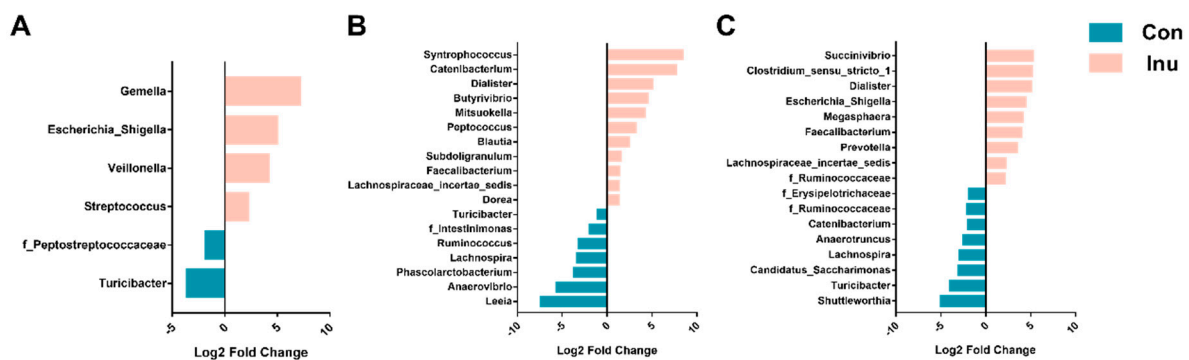 A
Gemella
Escherichia_Shigella
Veillonella
Streptococcus
f_Peptostreptococcaceae
Turicibacter
-5
0
5
10
Log2 Fold Change
B
Syntrophococcus
Catenibacterium
Dialister
Butyrivibrio
Mitsuokella
Peptococcus
Blautia
Subdoligranulum
Faecalibacterium
Lachnospiraceae_incertae_sedis
Dorea
Turicibacter
f_Intestinimonas
Ruminococcus
Lachnospira
Phascolarctobacterium
Anaerovibrio
Leeia
-10
-5
0
5
10
Log2 Fold Change
C
Succinivibrio
Clostridium_sensu_stricto_1
Dialister
Escherichia_Shigella
Megasphaera
Faecalibacterium
Prevotella
Lachnospiraceae_incertae_sedis
f_Ruminococcaceae
f_Erysipelotrichaceae
f_Ruminococcaceae
Catenibacterium
Anaerotruncus
Lachnospira
Candidatus_Saccharimonas
Turicibacter
Shuttleworthia
-10
-5
0
5
10
Log2 Fold Change
Con
Inu